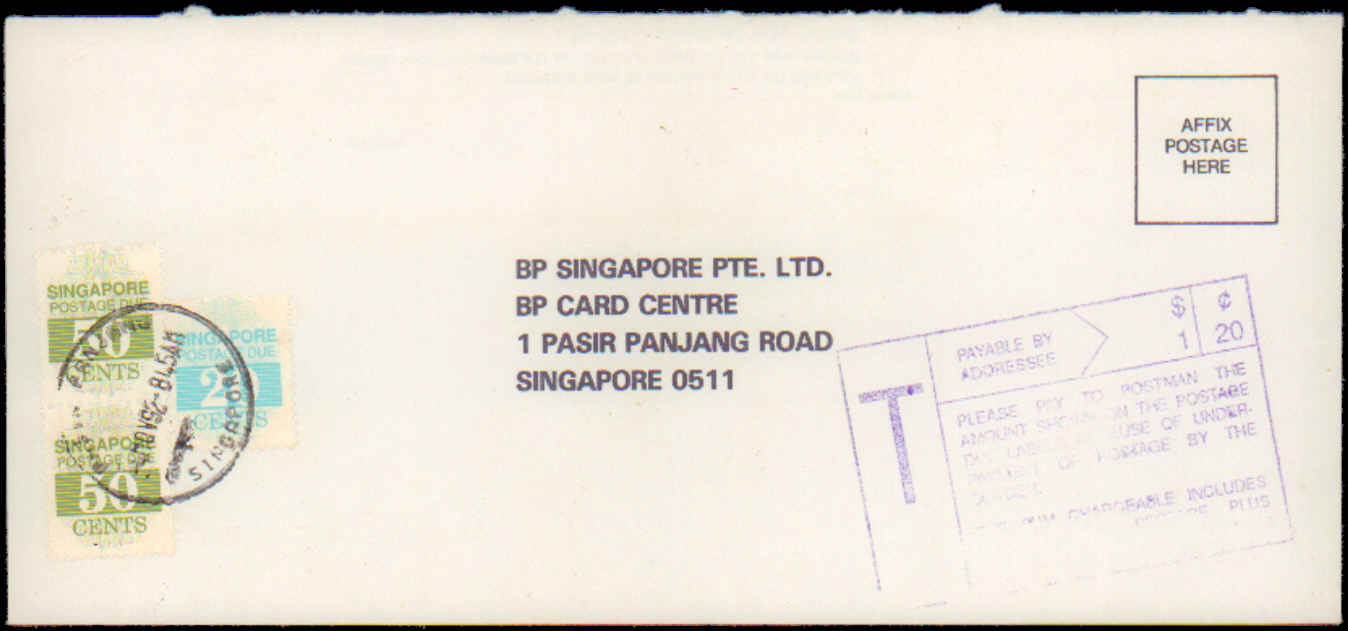 AFFIX
POSTAGE
HERE
BP SINGAPORE PTE. LTD.
BP CARD CENTRE
1 PASIR PANJANG ROAD
SINGAPORE 0511
SINGAPORE
POSTAGE DUE
50
CENTS
SINGAPORE
POSTAGE DUE
CENTS
SINGAPORE
POSTAGE DUE
50
CENTS
SINGAPORE
T
PAYABLE BY
ADDRESSEE
$ ¢
1 20
PLEASE PAY TO POSTMAN THE
AMOUNT SHOWN ON THE POSTAGE
DUE LABELS BECAUSE OF UNDER-
PAYMENT OF POSTAGE BY THE
CHARGEABLE INCLUDES
PLUS